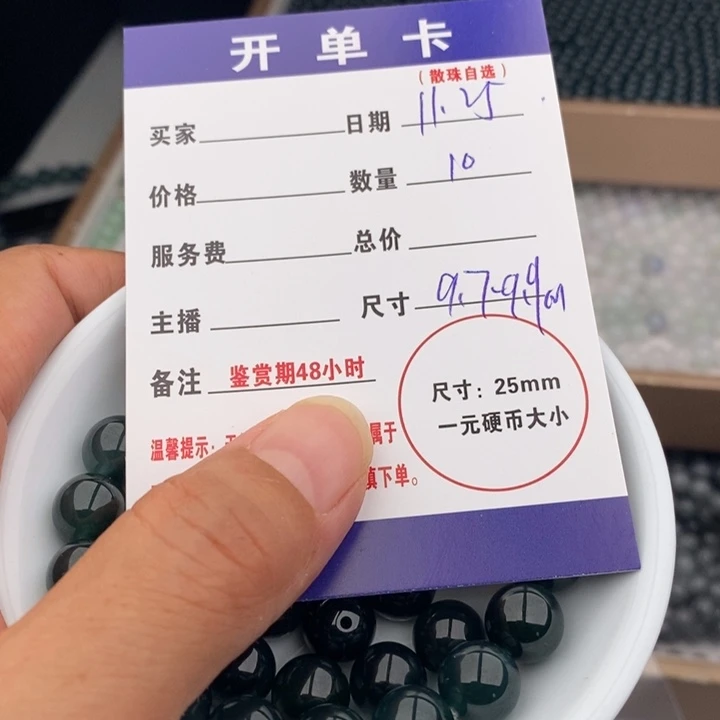 开单卡
(散珠自选)
买家 日期 11.25
价格 数量 10
服务费 总价
主播 尺寸 9.7-9.9
备注 鉴赏期48小时
尺寸：25mm
一元硬币大小
温馨提示： 属于
慎下单。